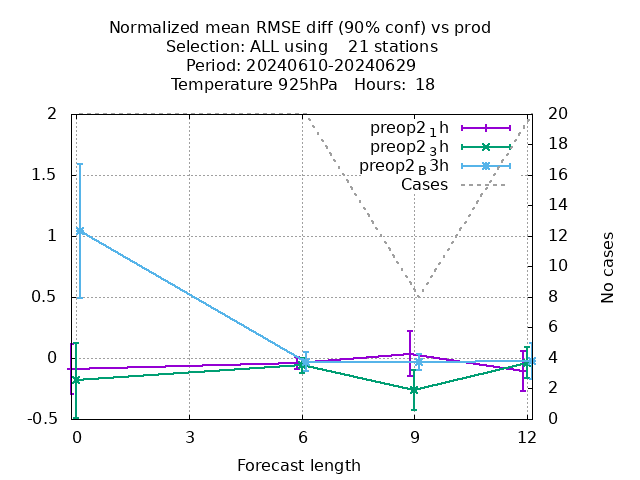 Normalized mean RMSE diff (90% conf) vs prod
Selection: ALL using    21 stations
Period: 20240610-20240629
Temperature 925hPa   Hours: 18
2
1.5
1
0.5
0
-0.5
20
18
16
14
12
10
8
6
4
2
0
preop2 1h
preop2 3h
preop2 B3h
Cases
No cases
0 3 6 9 12
Forecast length